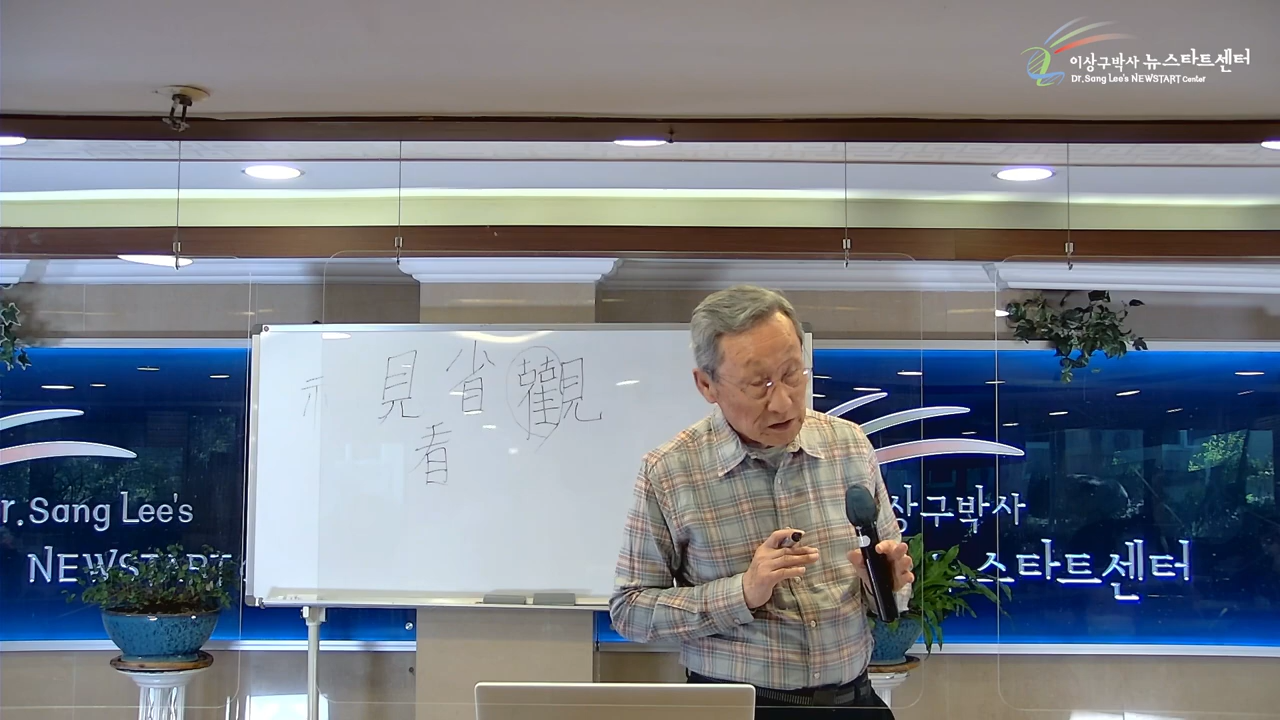 이상구박사 뉴스타트센터
Dr. Sang Lee's NEWSTART Center
示 見 省 觀
看
r. Sang Lee's
NEWSTART
상구박사
뉴스타트센터